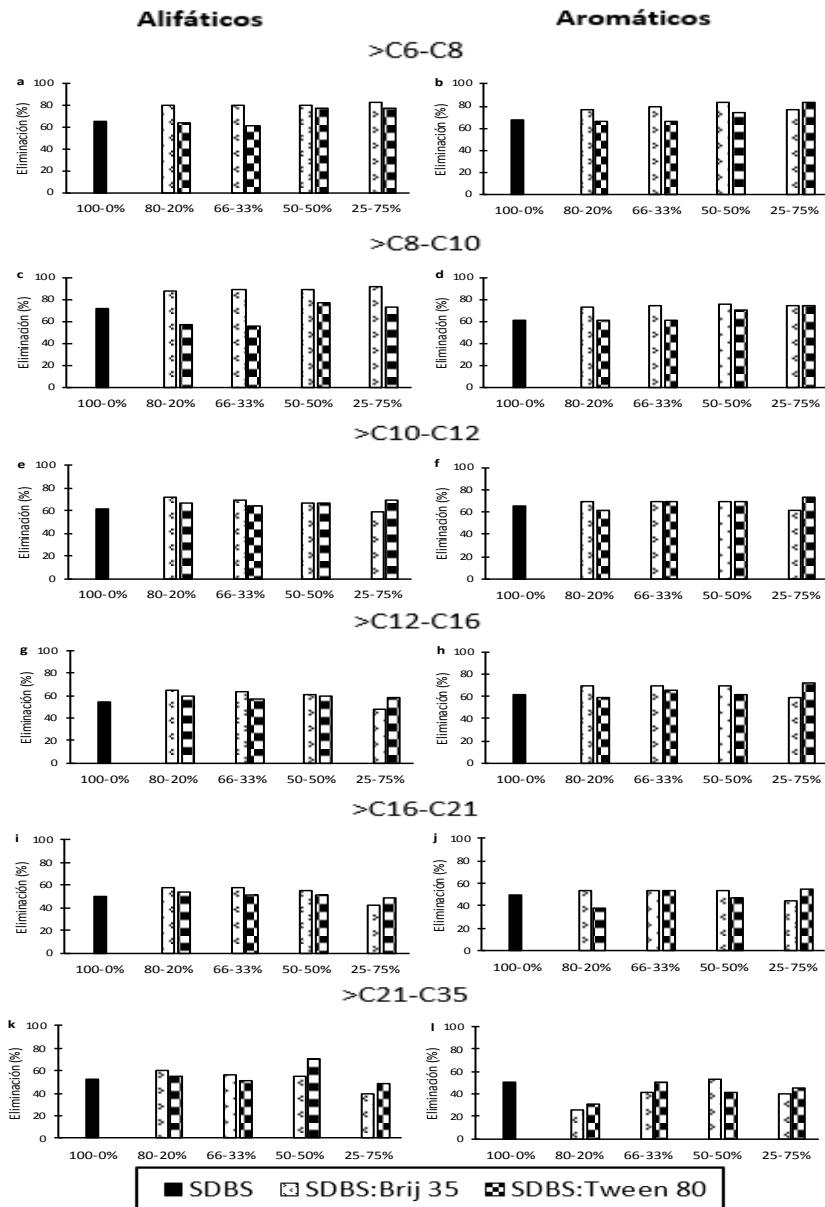 Alifáticos
Aromáticos
>C6-C8
a
Eliminación (%)
100
80
60
40
20
0
100-0% 80-20% 66-33% 50-50% 25-75%
b
Eliminación (%)
100
80
60
40
20
0
100-0% 80-20% 66-33% 50-50% 25-75%
>C8-C10
c
Eliminación (%)
100
80
60
40
20
0
100-0% 80-20% 66-33% 50-50% 25-75%
d
Eliminación (%)
100
80
60
40
20
0
100-0% 80-20% 66-33% 50-50% 25-75%
>C10-C12
e
Eliminación (%)
100
80
60
40
20
0
100-0% 80-20% 66-33% 50-50% 25-75%
f
Eliminación (%)
100
80
60
40
20
0
100-0% 80-20% 66-33% 50-50% 25-75%
>C12-C16
g
Eliminación (%)
100
80
60
40
20
0
100-0% 80-20% 66-33% 50-50% 25-75%
h
Eliminación (%)
100
80
60
40
20
0
100-0% 80-20% 66-33% 50-50% 25-75%
>C16-C21
i
Eliminación (%)
100
80
60
40
20
0
100-0% 80-20% 66-33% 50-50% 25-75%
j
Eliminación (%)
100
80
60
40
20
0
100-0% 80-20% 66-33% 50-50% 25-75%
>C21-C35
k
Eliminación (%)
100
80
60
40
20
0
100-0% 80-20% 66-33% 50-50% 25-75%
l
Eliminación (%)
100
80
60
40
20
0
100-0% 80-20% 66-33% 50-50% 25-75%
SDBS SDBS:Brij 35 SDBS:Tween 80